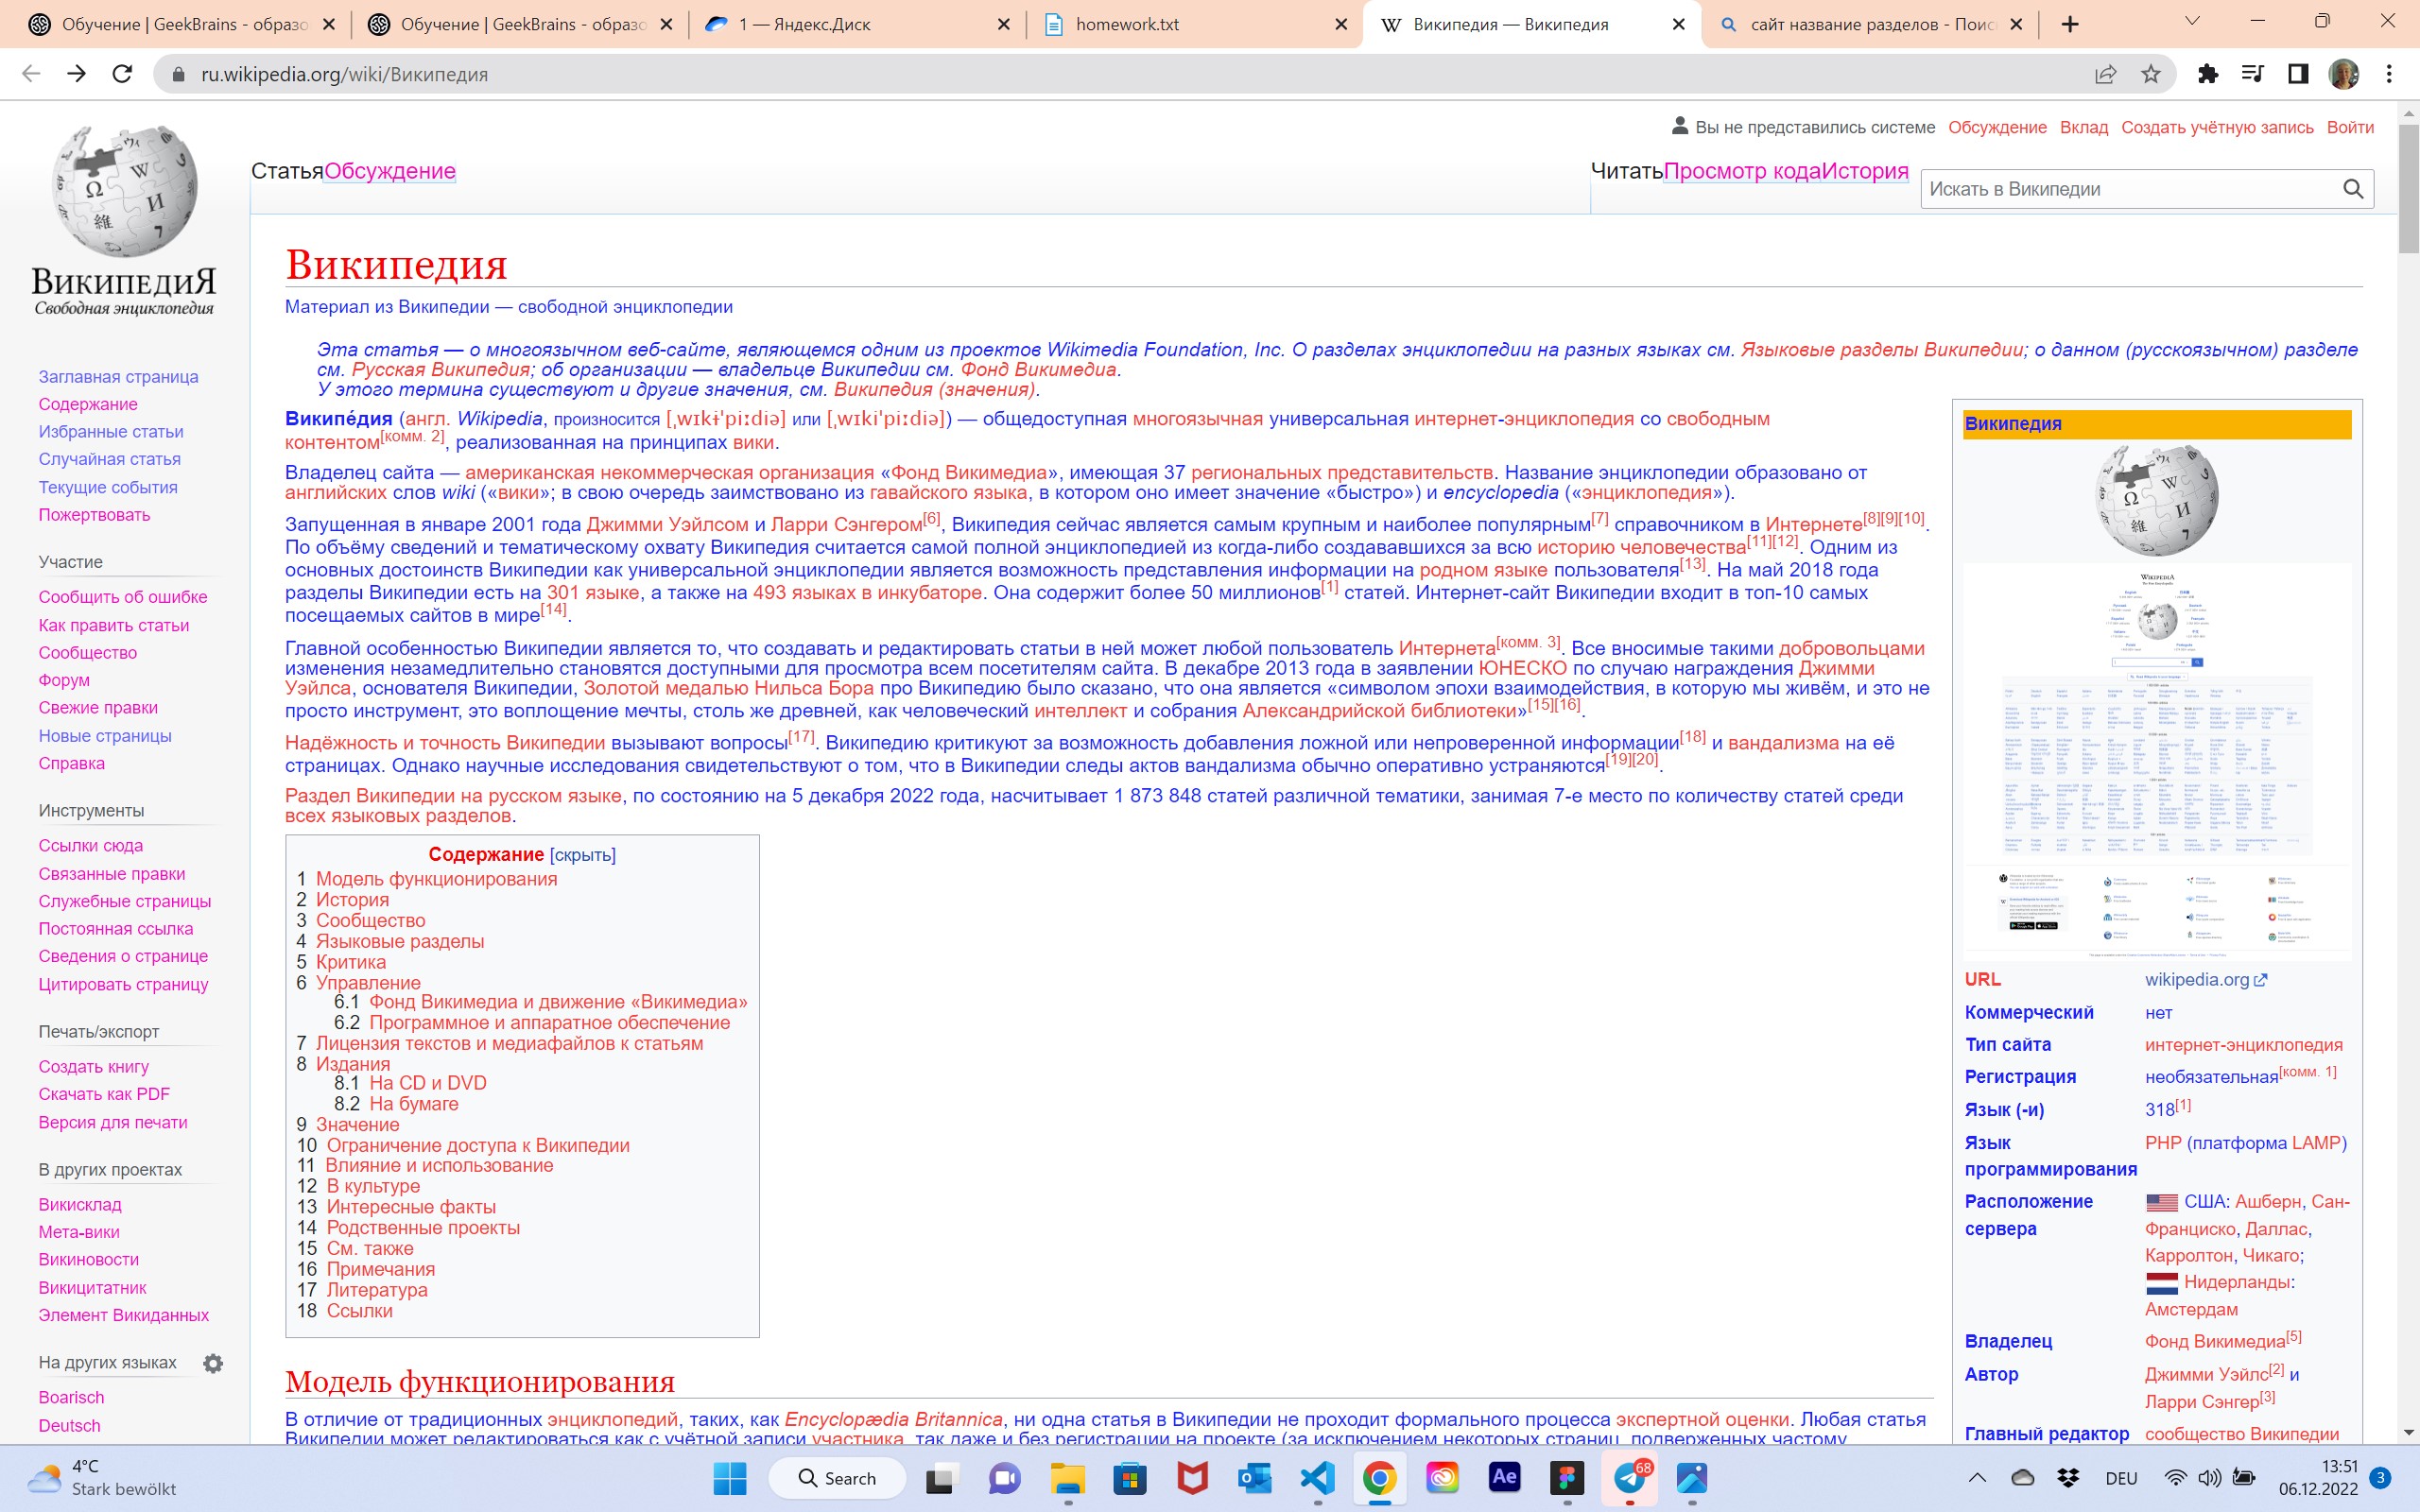 Обучение | GeekBrains - образо
Обучение | GeekBrains - образо
1 — Яндекс.Диск
homework.txt
Википедия — Википедия
сайт название разделов - Поис
ru.wikipedia.org/wiki/Википедия
Вы не представились системе Обсуждение Вклад Создать учётную запись Войти
Статья Обсуждение
Читать Просмотр кода История
Искать в Википедии
ВикипедиЯ
Свободная энциклопедия
Заглавная страница
Содержание
Избранные статьи
Случайная статья
Текущие события
Пожертвовать
Участие
Сообщить об ошибке
Как править статьи
Сообщество
Форум
Свежие правки
Новые страницы
Справка
Инструменты
Ссылки сюда
Связанные правки
Служебные страницы
Постоянная ссылка
Сведения о странице
Цитировать страницу
Печать/экспорт
Создать книгу
Скачать как PDF
Версия для печати
В других проектах
Викисклад
Мета-вики
Викиновости
Викицитатник
Элемент Викиданных
На других языках
Boarisch
Deutsch
Википедия
Материал из Википедии — свободной энциклопедии
Эта статья — о многоязычном веб-сайте, являющемся одним из проектов Wikimedia Foundation, Inc. О разделах энциклопедии на разных языках см. Языковые разделы Википедии; о данном (русскоязычном) разделе
см. Русская Википедия; об организации — владельце Википедии см. Фонд Викимедиа.
У этого термина существуют и другие значения, см. Википедия (значения).
Википе́дия (англ. Wikipedia, произносится [ˌwɪkɨˈpiːdiə] или [ˌwɪkiˈpiːdiə]) — общедоступная многоязычная универсальная интернет-энциклопедия со свободным
контентом[комм. 2], реализованная на принципах вики.
Владелец сайта — американская некоммерческая организация «Фонд Викимедиа», имеющая 37 региональных представительств. Название энциклопедии образовано от
английских слов wiki («вики»; в свою очередь заимствовано из гавайского языка, в котором оно имеет значение «быстро») и encyclopedia («энциклопедия»).
Запущенная в январе 2001 года Джимми Уэйлсом и Ларри Сэнгером[6], Википедия сейчас является самым крупным и наиболее популярным[7] справочником в Интернете[8][9][10].
По объёму сведений и тематическому охвату Википедия считается самой полной энциклопедией из когда-либо создававшихся за всю историю человечества[11][12]. Одним из
основных достоинств Википедии как универсальной энциклопедии является возможность представления информации на родном языке пользователя[13]. На май 2018 года
разделы Википедии есть на 301 языке, а также на 493 языках в инкубаторе. Она содержит более 50 миллионов[1] статей. Интернет-сайт Википедии входит в топ-10 самых
посещаемых сайтов в мире[14].
Главной особенностью Википедии является то, что создавать и редактировать статьи в ней может любой пользователь Интернета[комм. 3]. Все вносимые такими добровольцами
изменения незамедлительно становятся доступными для просмотра всем посетителям сайта. В декабре 2013 года в заявлении ЮНЕСКО по случаю награждения Джимми
Уэйлса, основателя Википедии, Золотой медалью Нильса Бора про Википедию было сказано, что она является «символом эпохи взаимодействия, в которую мы живём, и это не
просто инструмент, это воплощение мечты, столь же древней, как человеческий интеллект и собрания Александрийской библиотеки»[15][16].
Надёжность и точность Википедии вызывают вопросы[17]. Википедию критикуют за возможность добавления ложной или непроверенной информации[18] и вандализма на её
страницах. Однако научные исследования свидетельствуют о том, что в Википедии следы актов вандализма обычно оперативно устраняются[19][20].
Раздел Википедии на русском языке, по состоянию на 5 декабря 2022 года, насчитывает 1 873 848 статей различной тематики, занимая 7-е место по количеству статей среди
всех языковых разделов.
Содержание [скрыть]
1 Модель функционирования
2 История
3 Сообщество
4 Языковые разделы
5 Критика
6 Управление
6.1 Фонд Викимедиа и движение «Викимедиа»
6.2 Программное и аппаратное обеспечение
7 Лицензия текстов и медиафайлов к статьям
8 Издания
8.1 На CD и DVD
8.2 На бумаге
9 Значение
10 Ограничение доступа к Википедии
11 Влияние и использование
12 В культуре
13 Интересные факты
14 Родственные проекты
15 См. также
16 Примечания
17 Литература
18 Ссылки
Модель функционирования
В отличие от традиционных энциклопедий, таких, как Encyclopædia Britannica, ни одна статья в Википедии не проходит формального процесса экспертной оценки. Любая статья
Википедии может редактироваться как с учётной записи участника, так даже и без регистрации на проекте (за исключением некоторых страниц, подверженных частому
Википедия
WIKIPEDIA
URL wikipedia.org
Коммерческий нет
Тип сайта интернет-энциклопедия
Регистрация необязательная[комм. 1]
Язык (-и) 318[1]
Язык PHP (платформа LAMP)
программирования
Расположение США: Ашберн, Сан-
сервера Франциско, Даллас,
Карролтон, Чикаго;
Нидерланды:
Амстердам
Владелец Фонд Викимедиа[5]
Автор Джимми Уэйлс[2] и
Ларри Сэнгер[3]
Главный редактор сообщество Википедии
4°C
Stark bewölkt
Search
Ae
68
DEU
13:51
06.12.2022
3